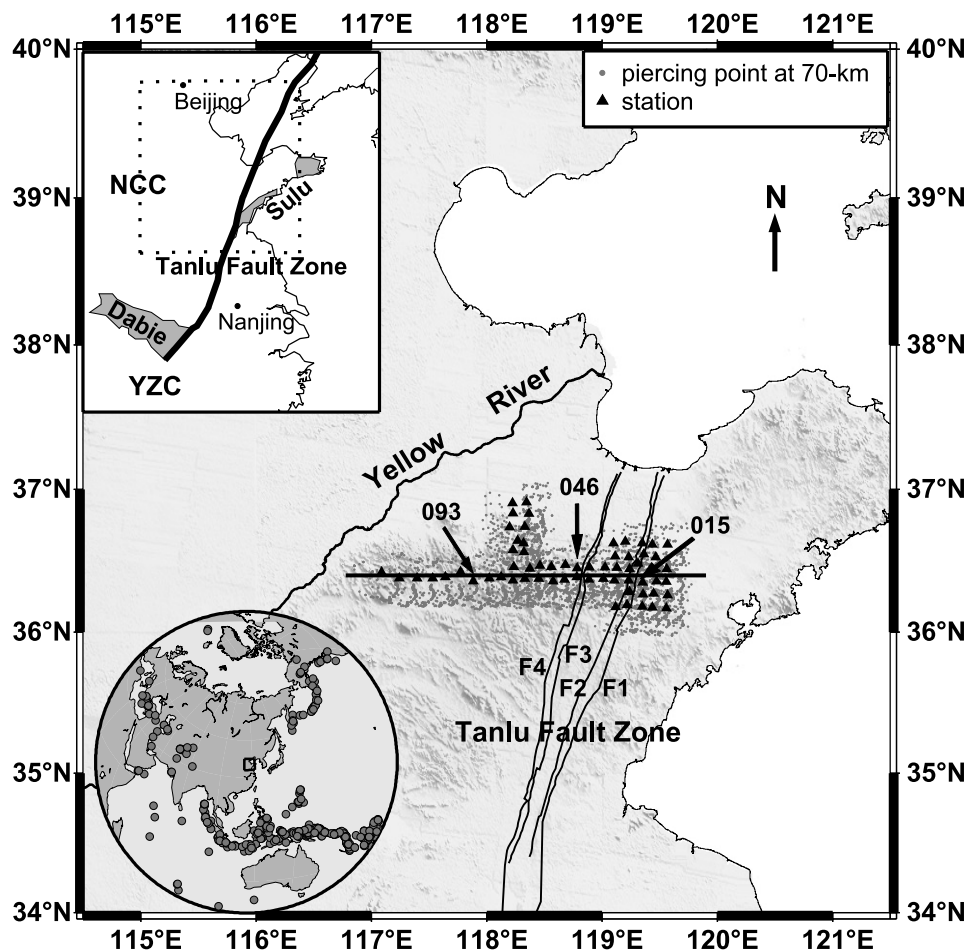 115°E 116°E 117°E 118°E 119°E 120°E 121°E
40°N 40°N
piercing point at 70-km
station
Beijing
NCC
Sulu
Tanlu Fault Zone
Dabie
Nanjing
YZC
N
39°N 39°N
38°N 38°N
Yellow River
37°N 37°N
093
046
015
36°N 36°N
F4
F3
F2
F1
Tanlu Fault Zone
35°N 35°N
34°N 34°N
115°E 116°E 117°E 118°E 119°E 120°E 121°E